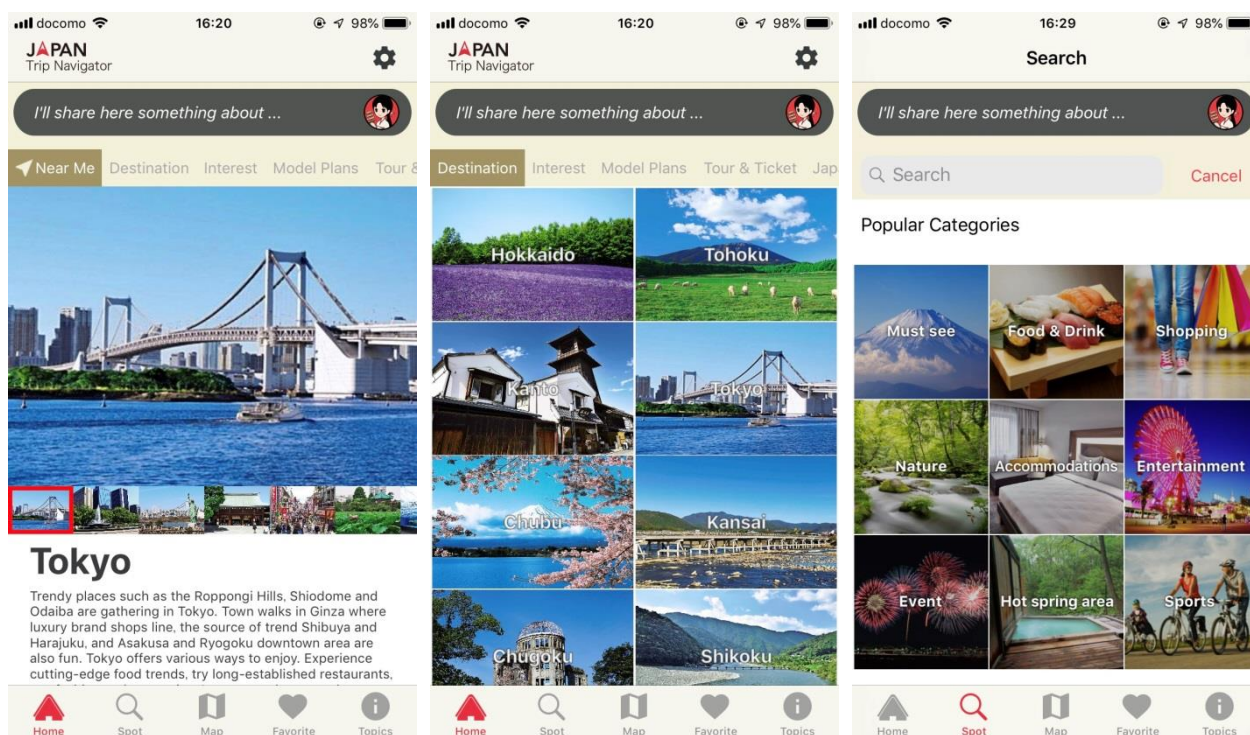 docomo 16:20 98%
JAPAN
Trip Navigator
I'll share here something about ...
Near Me Destination Interest Model Plans Tour &
Tokyo
Trendy places such as the Roppongi Hills, Shiodome and
Odaiba are gathering in Tokyo. Town walks in Ginza where
luxury brand shops line, the source of trend Shibuya and
Harajuku, and Asakusa and Ryogoku downtown area are
also fun. Tokyo offers various ways to enjoy. Experience
cutting-edge food trends, try long-established restaurants,
Home Spot Map Favorite Topics
docomo 16:20 98%
JAPAN
Trip Navigator
I'll share here something about ...
Destination Interest Model Plans Tour & Ticket Jap
Hokkaido Tohoku
Kanto Tokyo
Chubu Kansai
Chugoku Shikoku
Home Spot Map Favorite Topics
docomo 16:29 98%
Search
I'll share here something about ...
Search Cancel
Popular Categories
Must see Food & Drink Shopping
Nature Accommodations Entertainment
Event Hot spring area Sports
Home Spot Map Favorite Topics